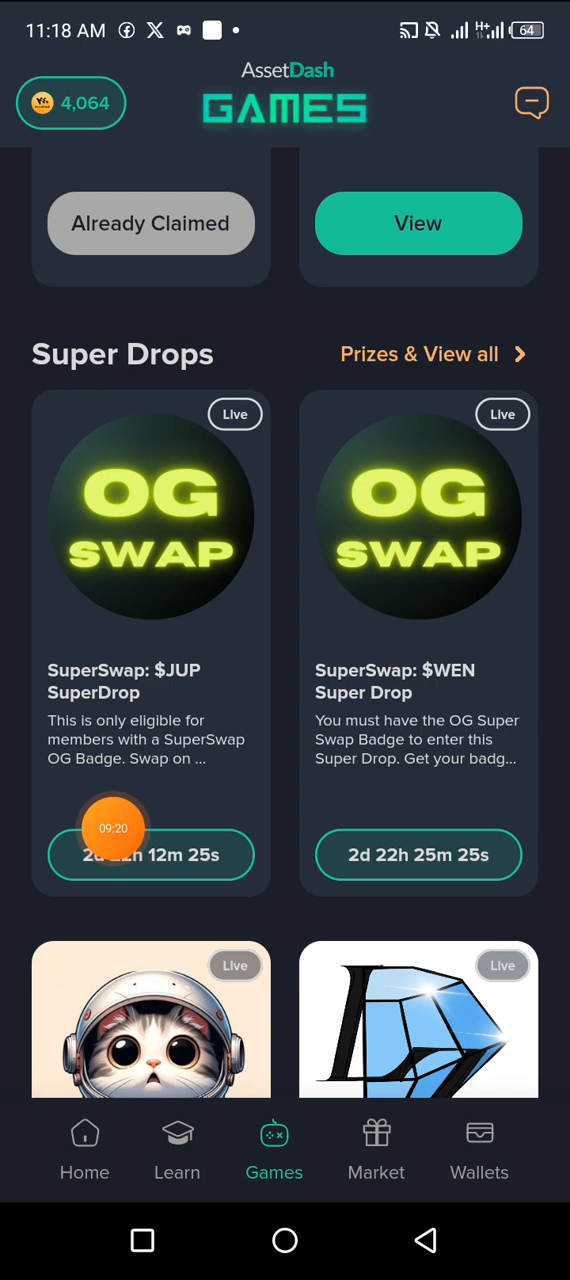 11:18 AM
H+
64
AssetDash
GAMES
4,064
Already Claimed
View
Super Drops
Prizes & View all
Live
Live
OG
SWAP
OG
SWAP
SuperSwap: $JUP
SuperDrop
This is only eligible for
members with a SuperSwap
OG Badge. Swap on ...
SuperSwap: $WEN
Super Drop
You must have the OG Super
Swap Badge to enter this
Super Drop. Get your badg...
09:20
2d 22h 12m 25s
2d 22h 25m 25s
Live
Live
Home
Learn
Games
Market
Wallets